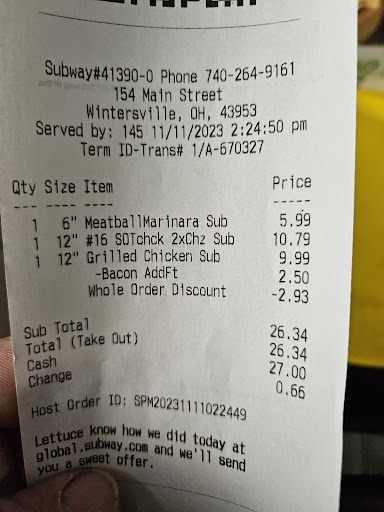 Subway#41390-0 Phone 740-264-9161
154 Main Street
Wintersville, OH, 43953
Served by: 145 11/11/2023 2:24:50 pm
Term ID-Trans# 1/A-670327
Qty Size Item Price
--- ---- ---- -----
1 6" MeatballMarinara Sub 5.99
1 12" #16 SOTchck 2xChz Sub 10.79
1 12" Grilled Chicken Sub 9.99
-Bacon AddFt 2.50
Whole Order Discount -2.93
Sub Total 26.34
Total (Take Out) 26.34
Cash 27.00
Change 0.66
Host Order ID: SPM20231111022449
Lettuce know how we did today at
global.subway.com and we'll send
you a sweet offer.